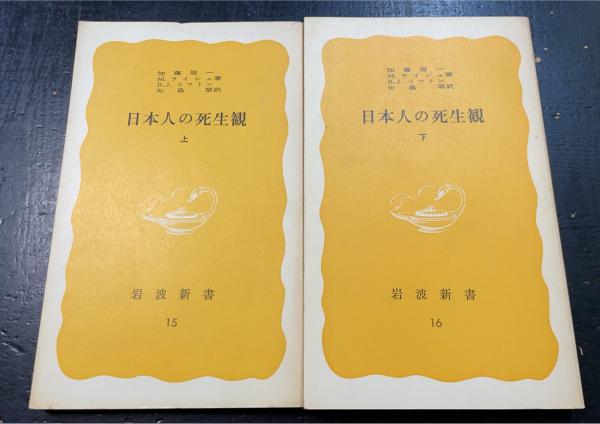 加藤周一
M.ライシュ著
R.J.リフトン
矢島翠訳
日本人の死生観
上
岩波新書
15
加藤周一
M.ライシュ著
R.J.リフトン
矢島翠訳
日本人の死生観
下
岩波新書
16